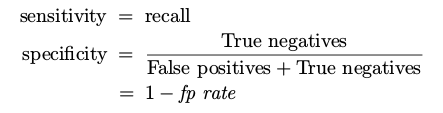 sensitivity = recall
specificity = True negatives / False positives + True negatives
= 1 − fp rate